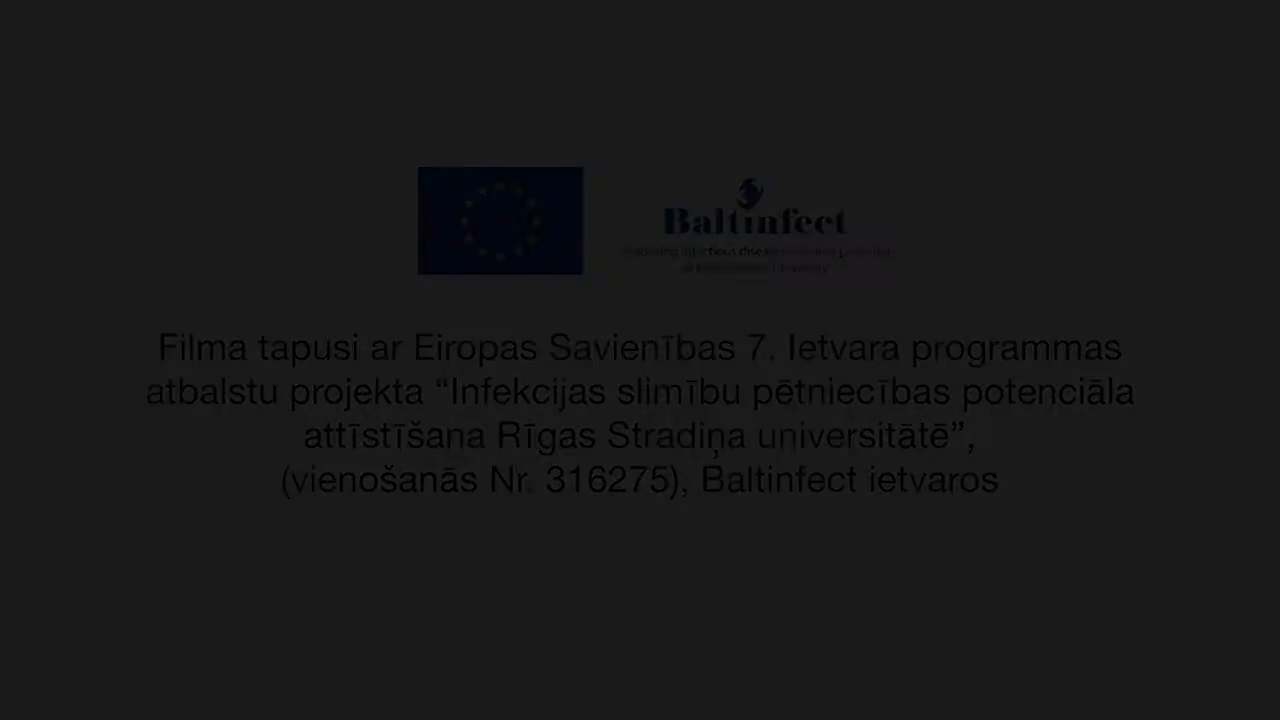 Baltinfect
Filma tapusi ar Eiropas Savienības 7. Ietvara programmas
atbalstu projekta “Infekcijas slimību pētniecības potenciāla
attīstīšana Rīgas Stradiņa universitātē”,
(vienošanās Nr. 316275), Baltinfect ietvaros